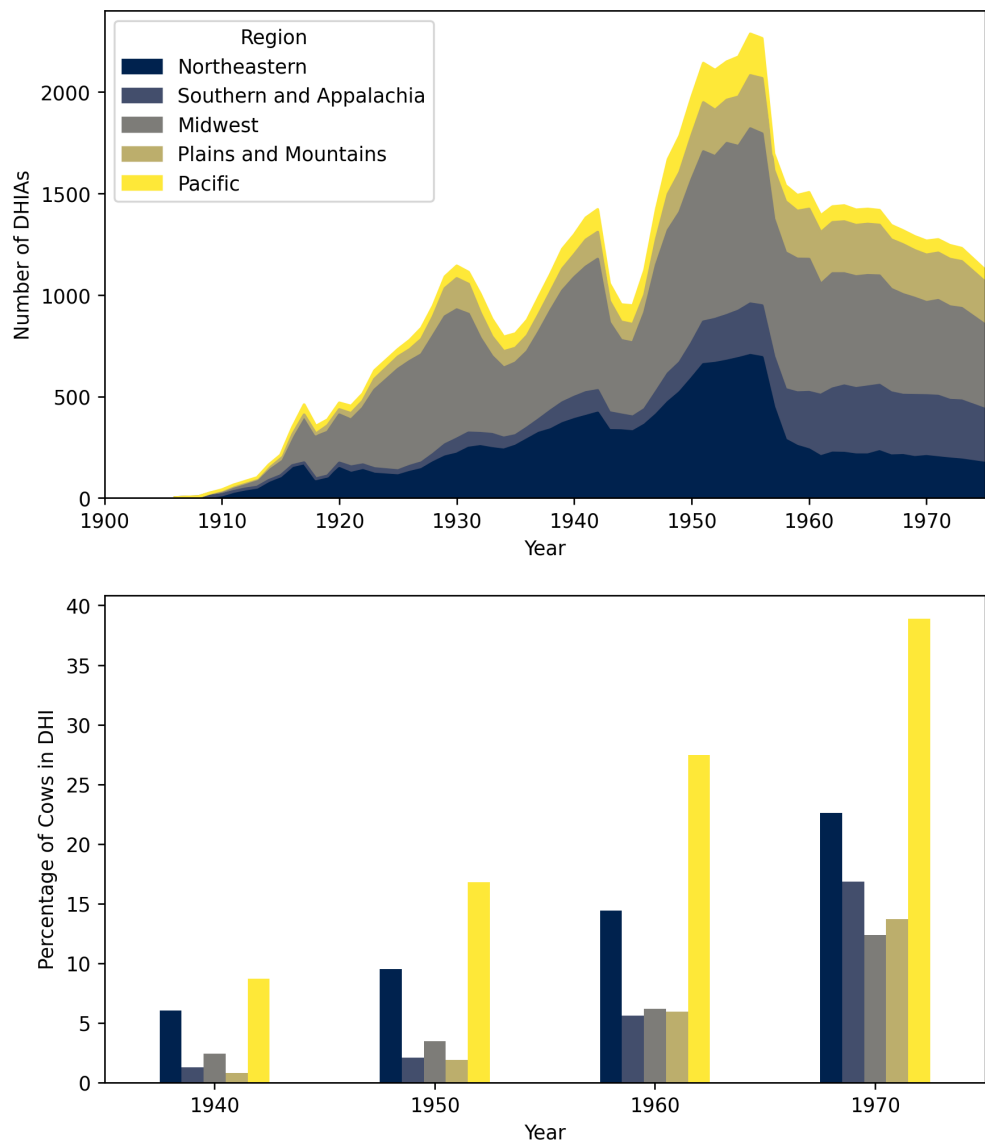 Region
Northeastern
Southern and Appalachia
Midwest
Plains and Mountains
Pacific
Number of DHIAs
2000
1500
1000
500
0
1900 1910 1920 1930 1940 1950 1960 1970
Year
Percentage of Cows in DHI
40
35
30
25
20
15
10
5
0
1940 1950 1960 1970
Year